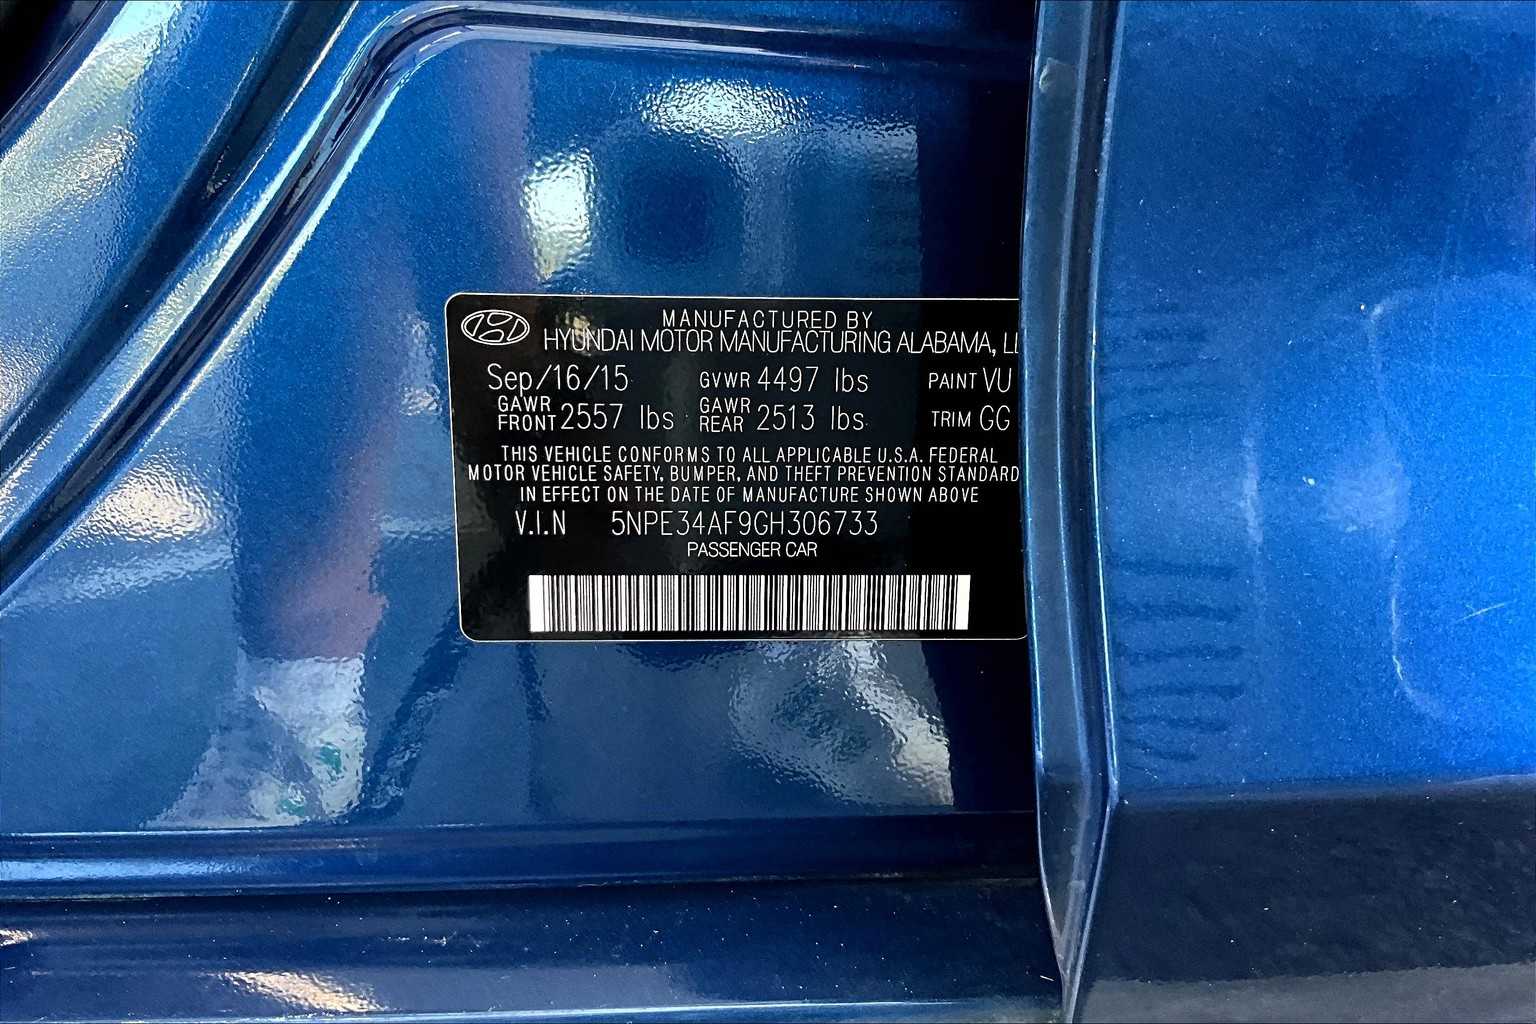 MANUFACTURED BY
HYUNDAI MOTOR MANUFACTURING ALABAMA,
Sep/16/15 GVWR 4497 lbs PAINT VU
GAWR FRONT 2557 lbs GAWR REAR 2513 lbs TRIM GG
THIS VEHICLE CONFORMS TO ALL APPLICABLE U.S.A. FEDERAL
MOTOR VEHICLE SAFETY, BUMPER, AND THEFT PREVENTION STANDARD
IN EFFECT ON THE DATE OF MANUFACTURE SHOWN ABOVE
V.I.N 5NPE34AF9GH306733
PASSENGER CAR